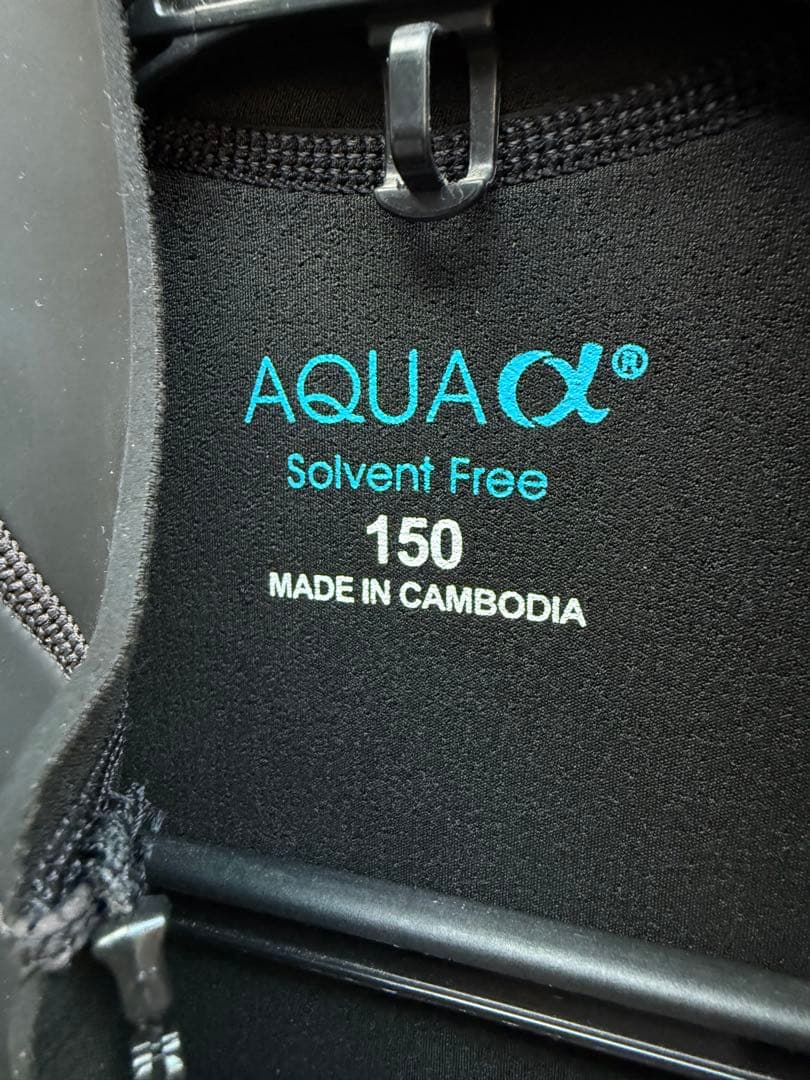 AQUA α®
Solvent Free
150
MADE IN CAMBODIA